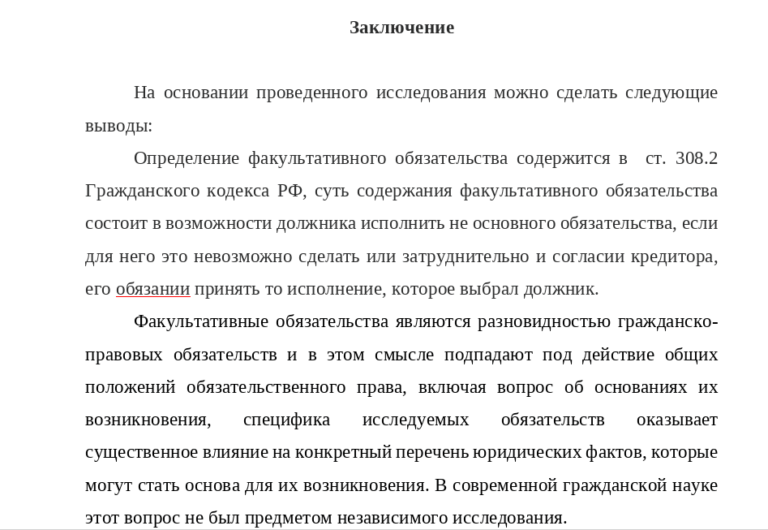 Заключение
На основании проведенного исследования можно сделать следующие
выводы:
Определение факультативного обязательства содержится в  ст. 308.2
Гражданского кодекса РФ, суть содержания факультативного обязательства
состоит в возможности должника исполнить не основного обязательства, если
для него это невозможно сделать или затруднительно и согласии кредитора,
его обязании принять то исполнение, которое выбрал должник.
Факультативные обязательства являются разновидностью гражданско-
правовых обязательств и в этом смысле подпадают под действие общих
положений обязательственного права, включая вопрос об основаниях их
возникновения, специфика исследуемых обязательств оказывает
существенное влияние на конкретный перечень юридических фактов, которые
могут стать основа для их возникновения. В современной гражданской науке
этот вопрос не был предметом независимого исследования.